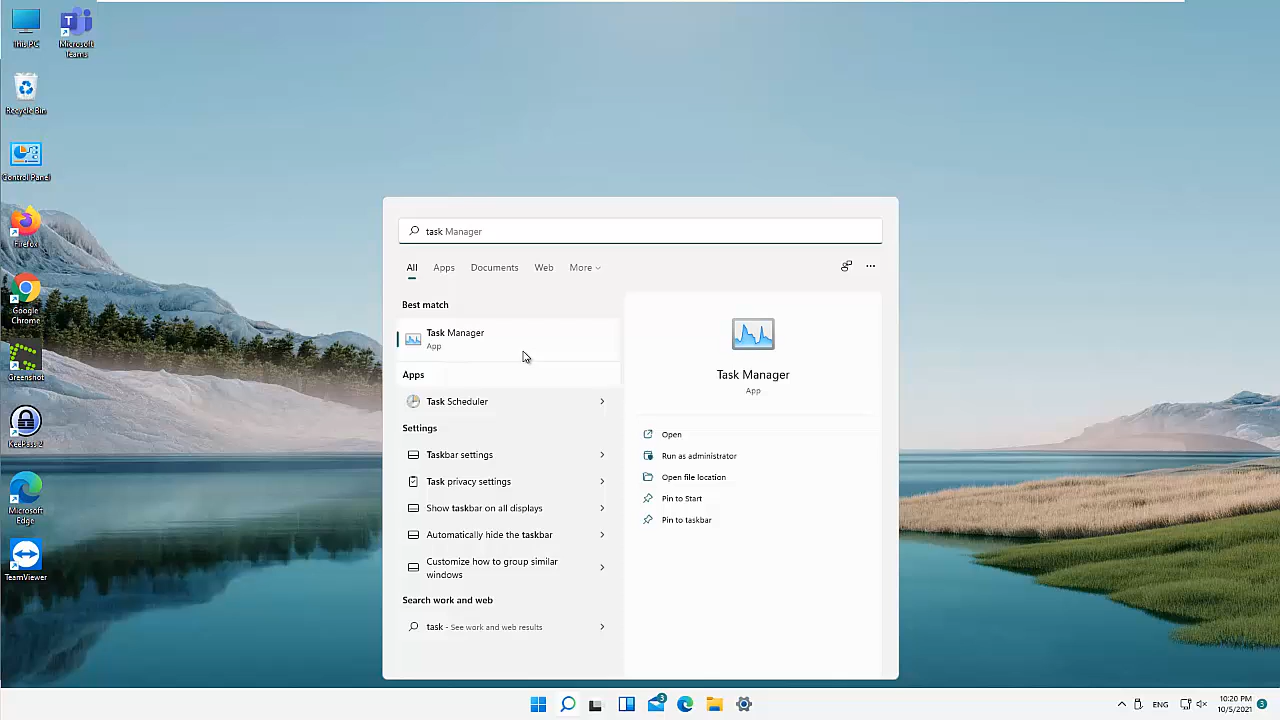 This PC
Microsoft
Teams
Recycle Bin
Control Panel
Firefox
Google
Chrome
Greenshot
KeePass 2
Microsoft
Edge
TeamViewer
task Manager
All Apps Documents Web More
Best match
Task Manager
App
Apps
Task Scheduler
Settings
Taskbar settings
Task privacy settings
Show taskbar on all displays
Automatically hide the taskbar
Customize how to group similar
windows
Search work and web
task - See work and web results
Task Manager
App
Open
Run as administrator
Open file location
Pin to Start
Pin to taskbar
3
ENG
10:20 PM
10/5/2021
3